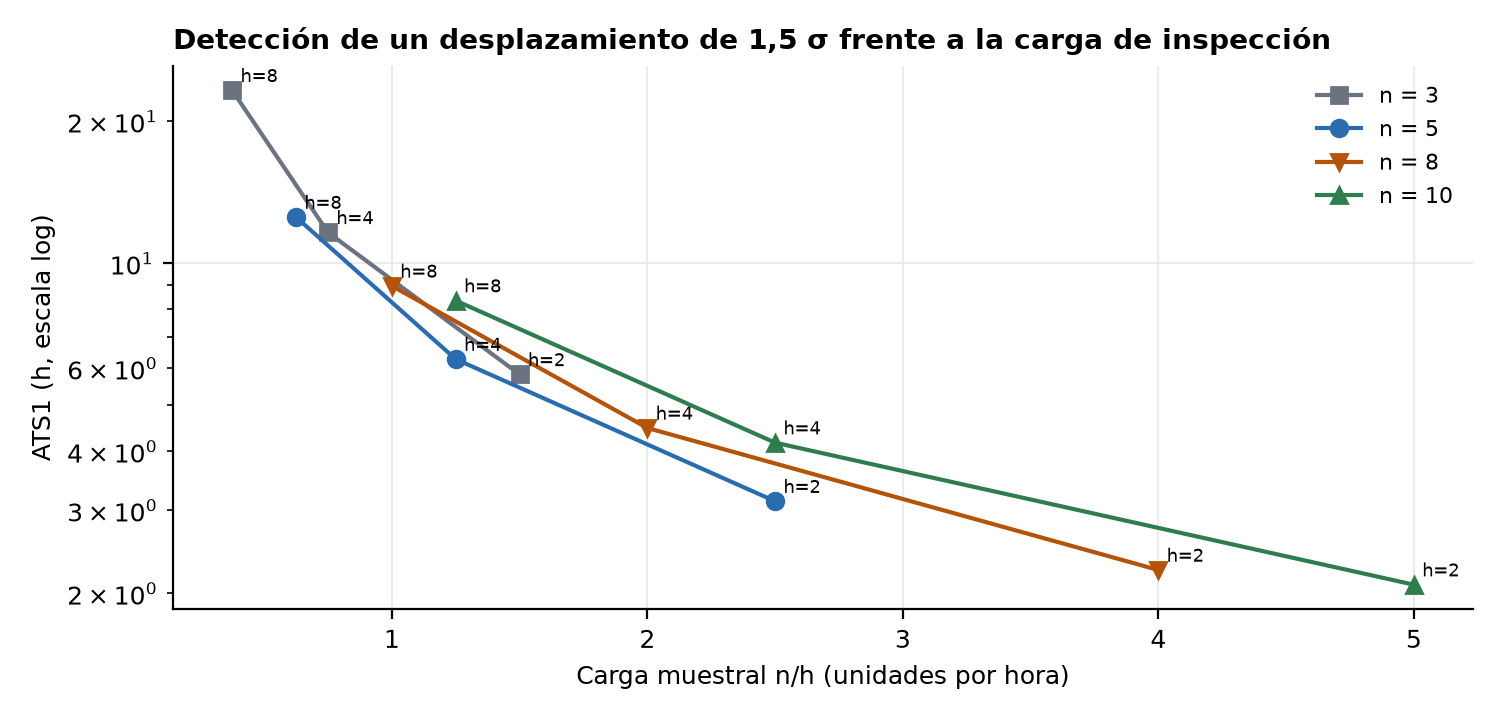 Detección de un desplazamiento de 1,5 σ frente a la carga de inspección
ATS1 (h, escala log)
2 × 10¹
10¹
6 × 10⁰
4 × 10⁰
3 × 10⁰
2 × 10⁰
h=8
h=8
h=4
h=8
h=8
h=4
h=2
h=4
h=4
h=2
h=2
h=2
n = 3
n = 5
n = 8
n = 10
1
2
3
4
5
Carga muestral n/h (unidades por hora)